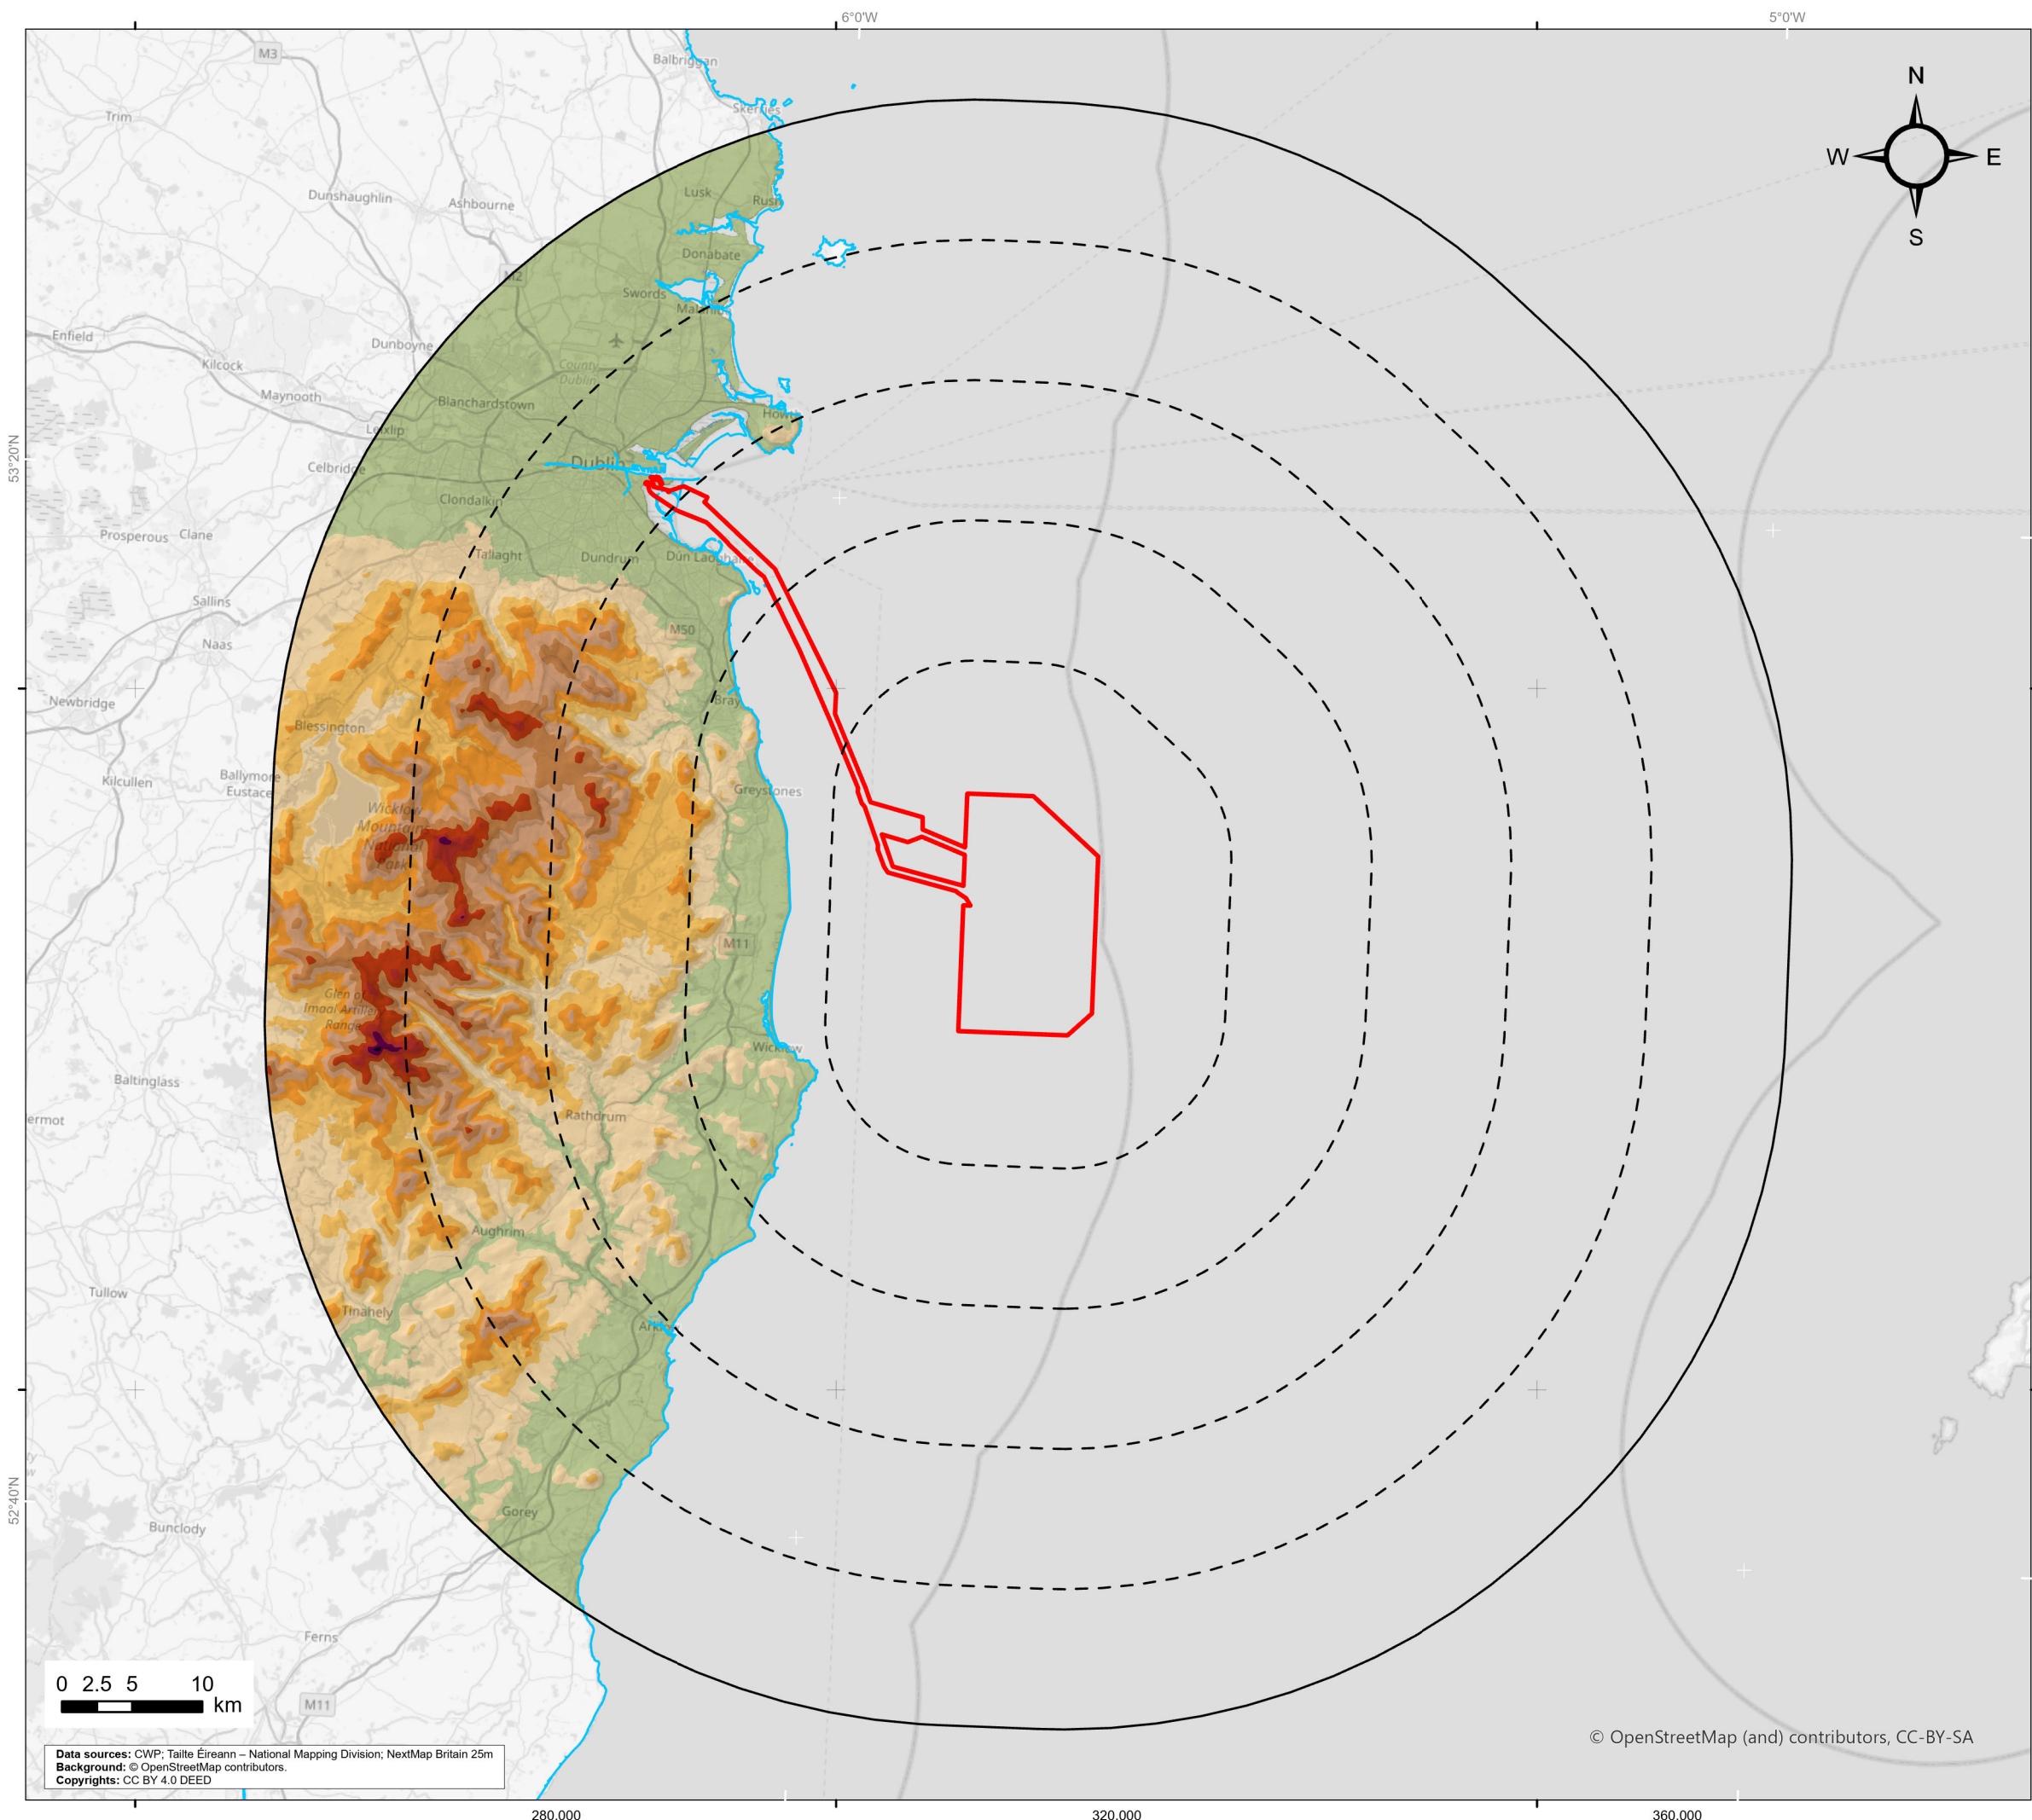 6°0'W
5°0'W
M3
Balbriggan
N
Skerries
Trim
W
E
Dunshaughlin
Ashbourne
Lusk
Rush
S
Donabate
M2
Swords
Malahide
Enfield
Dunboyne
Kilcock
County
Dublin
Maynooth
Blanchardstown
Howth
Leixlip
53°20'N
Celbridge
Dublin
Clondalkin
Prosperous
Clane
Tallaght
Dundrum
Dún Laoghaire
Sallins
M50
Naas
Newbridge
Bray
Blessington
Kilcullen
Ballymore
Eustace
Greystones
Wicklow
Mountains
National
Park
M11
Glen of
Imaal Artillery
Range
Wicklow
Baltinglass
ermot
Rathdrum
Aughrim
Tullow
Tinahely
Arklow
52°40'N
Gorey
Bunclody
Ferns
0 2.5 5 10
km
M11
© OpenStreetMap (and) contributors, CC-BY-SA
Data sources: CWP; Tailte Éireann – National Mapping Division; NextMap Britain 25m
Background: © OpenStreetMap contributors.
Copyrights: CC BY 4.0 DEED
280,000
320,000
360,000